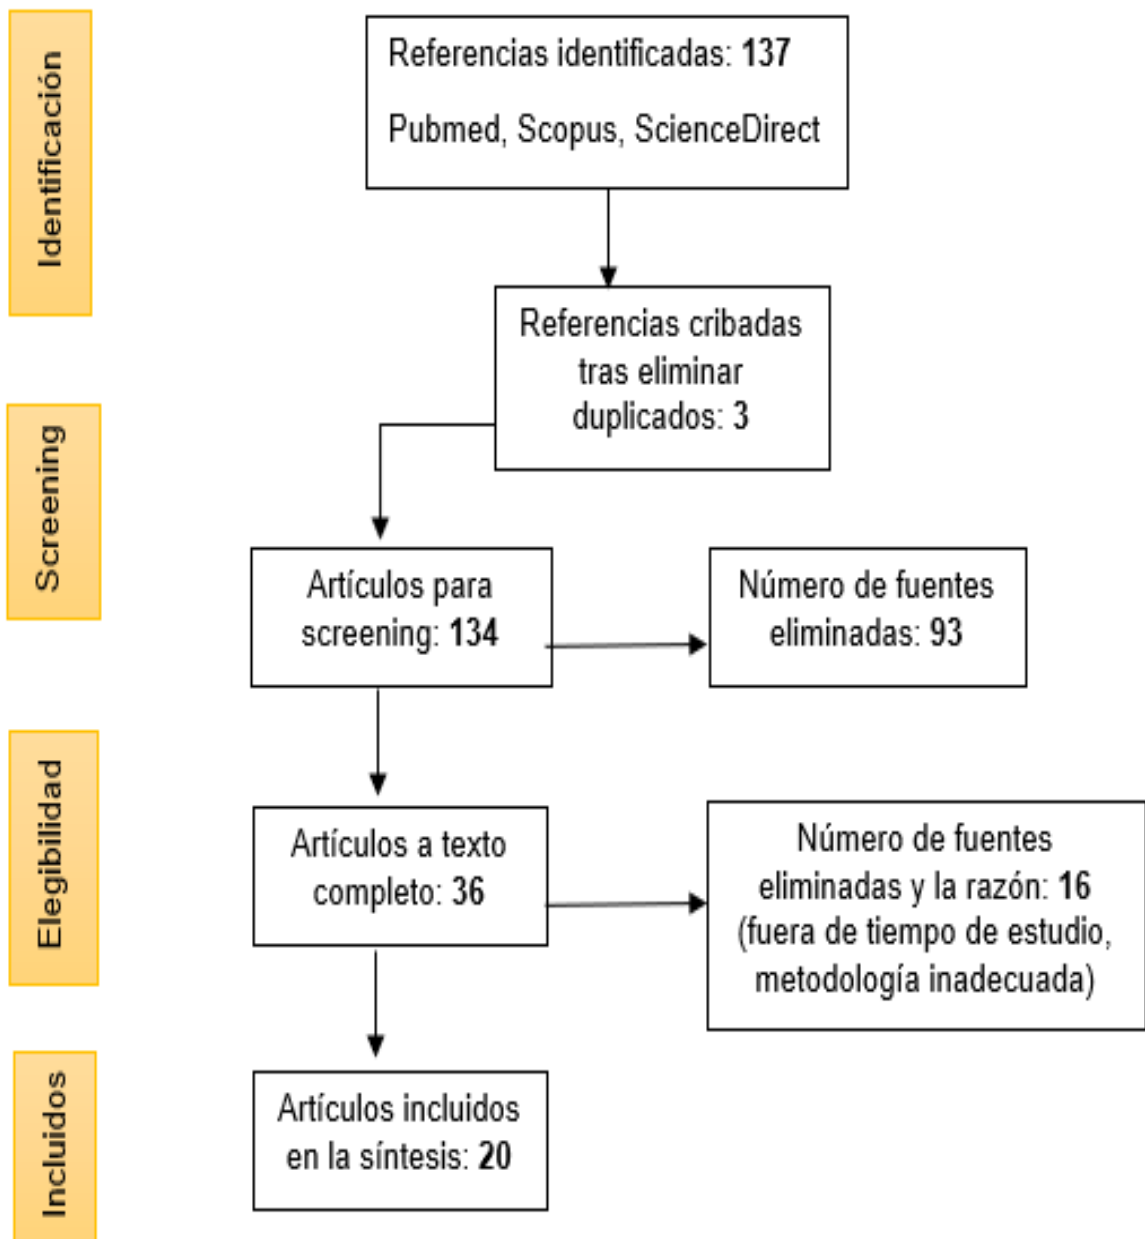 Identificación
Referencias identificadas: 137
Pubmed, Scopus, ScienceDirect
Referencias cribadas
tras eliminar
duplicados: 3
Screening
Artículos para
screening: 134
Número de fuentes
eliminadas: 93
Elegibilidad
Artículos a texto
completo: 36
Número de fuentes
eliminadas y la razón: 16
(fuera de tiempo de estudio,
metodología inadecuada)
Incluidos
Artículos incluidos
en la síntesis: 20